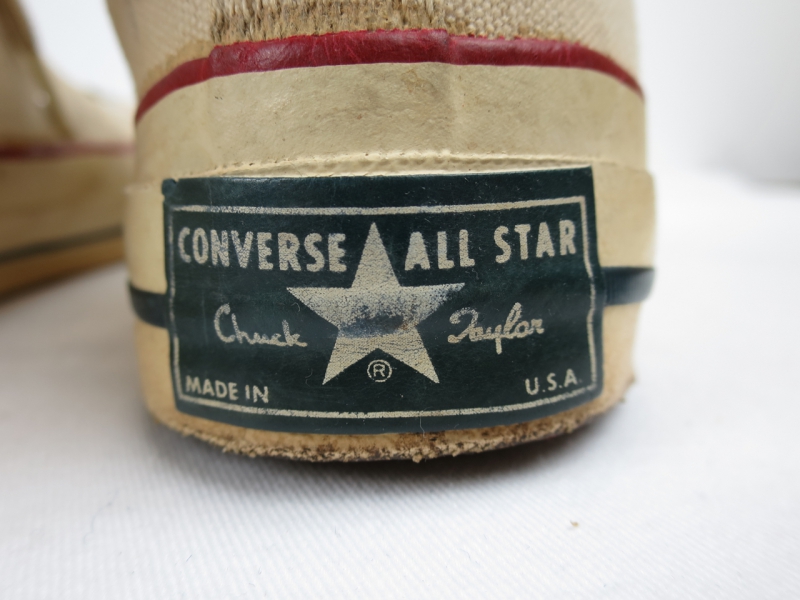 CONVERSE ALL STAR
Chuck Taylor
®
MADE IN U.S.A.